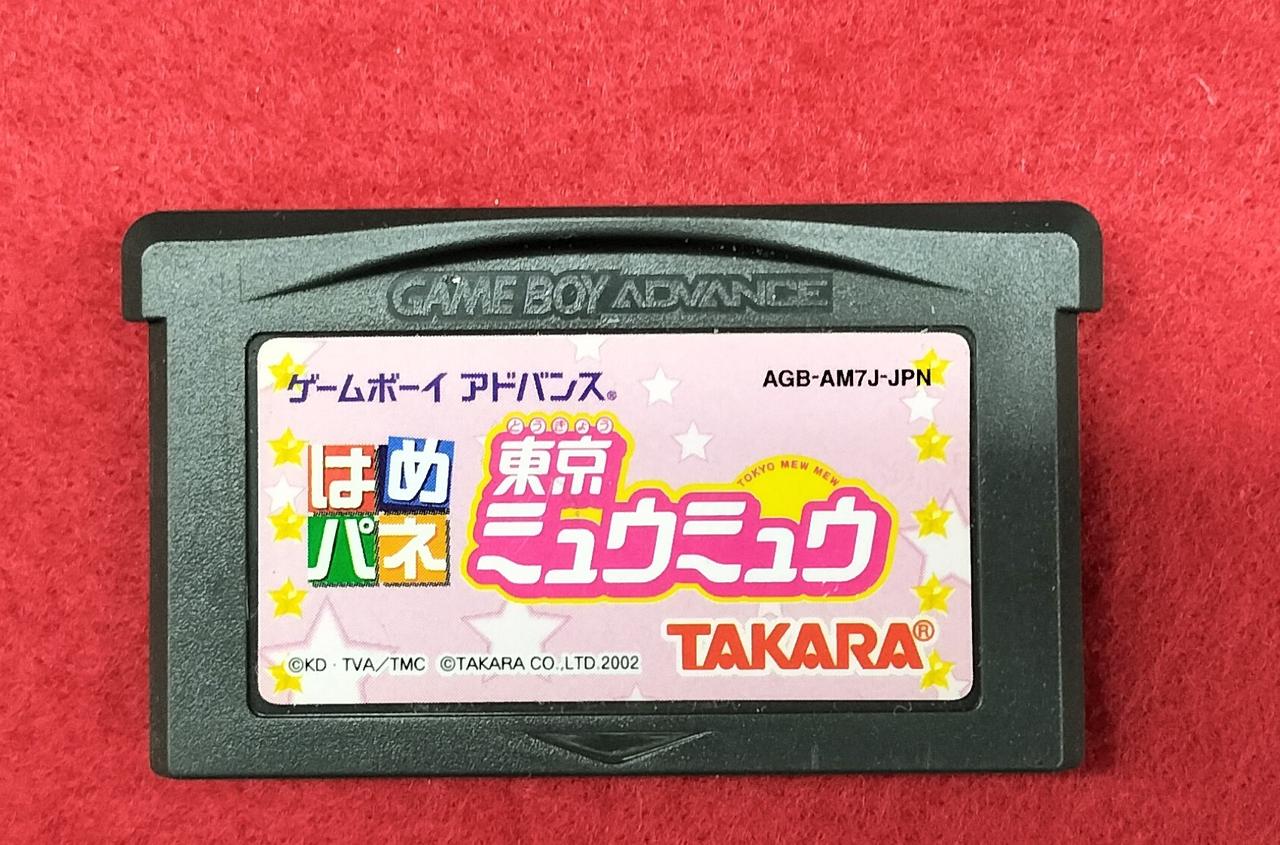 GAME BOY ADVANCE
ゲームボーイ アドバンス®
AGB-AM7J-JPN
はめ
パネ
とうきょう
東京
TOKYO MEW MEW
ミュウミュウ
TAKARA®
©KD・TVA/TMC ©TAKARA CO.,LTD.2002